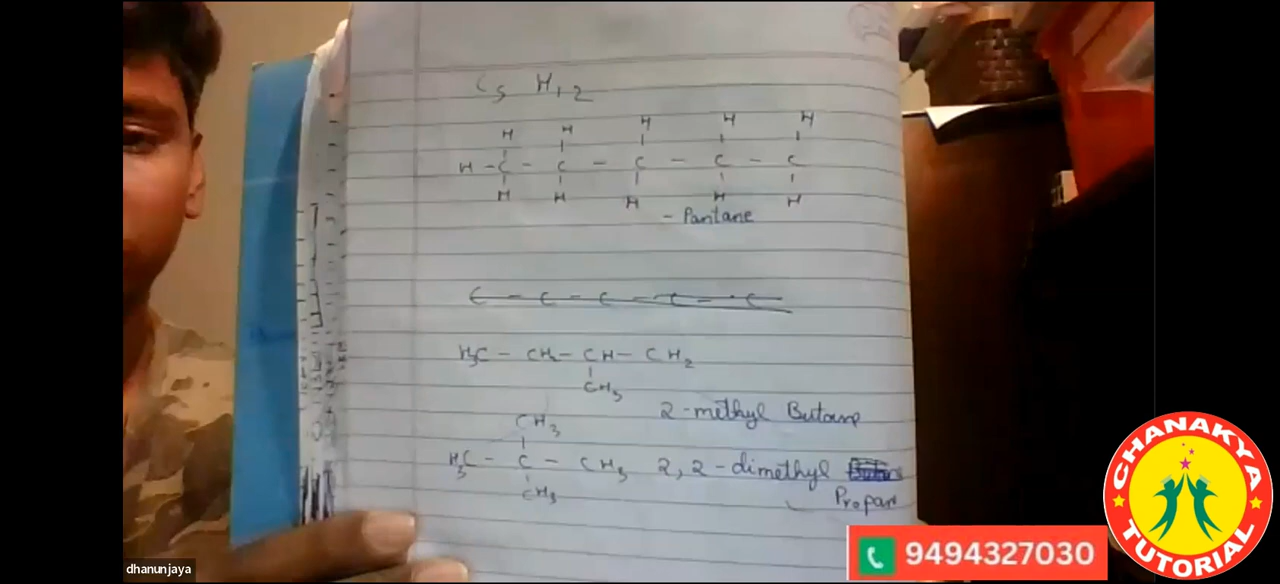 C5 H12
H H H H H
H - C - C - C - C - C
H H H H H
- Pantane
C - C - C - C - C
H3C - CH2 - CH - CH2
CH3
2-methyl Butane
CH3
H3C - C - CH3 2,2-dimethyl
CH3 Propan
dhanunjaya
9494327030
CHANAKYA
TUTORIAL